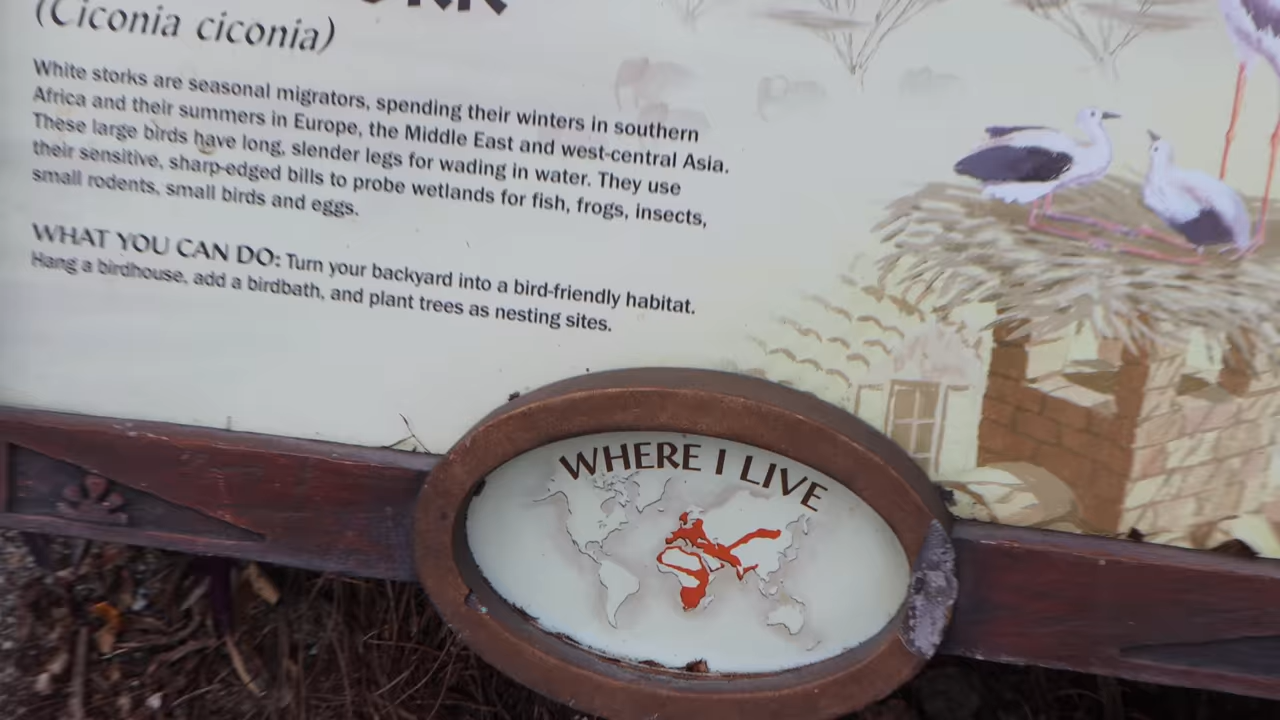 (Ciconia ciconia)
White storks are seasonal migrators, spending their winters in southern
Africa and their summers in Europe, the Middle East and west-central Asia.
These large birds have long, slender legs for wading in water. They use
their sensitive, sharp-edged bills to probe wetlands for fish, frogs, insects,
small rodents, small birds and eggs.
WHAT YOU CAN DO: Turn your backyard into a bird-friendly habitat.
Hang a birdhouse, add a birdbath, and plant trees as nesting sites.
WHERE I LIVE